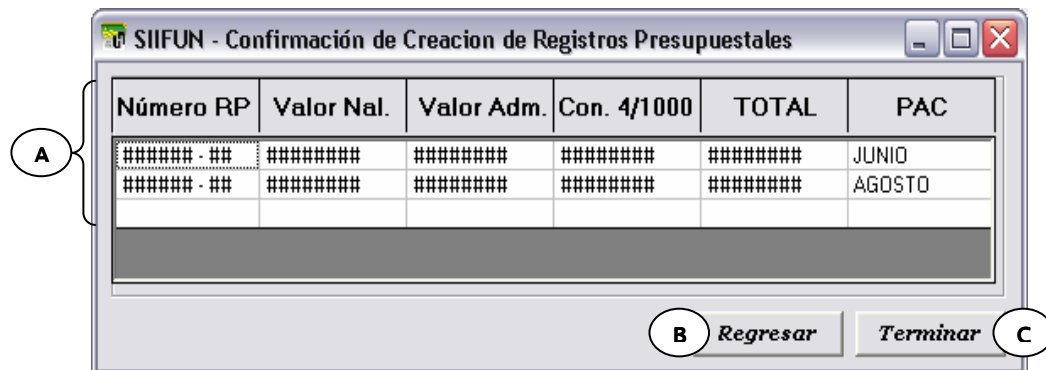 SIIFUN - Confirmación de Creacion de Registros Presupuestales
Número RP Valor Nal. Valor Adm. Con. 4/1000 TOTAL PAC
A
###### - ## ######## ######## ######## ######## JUNIO
###### - ## ######## ######## ######## ######## AGOSTO
B Regresar Terminar C